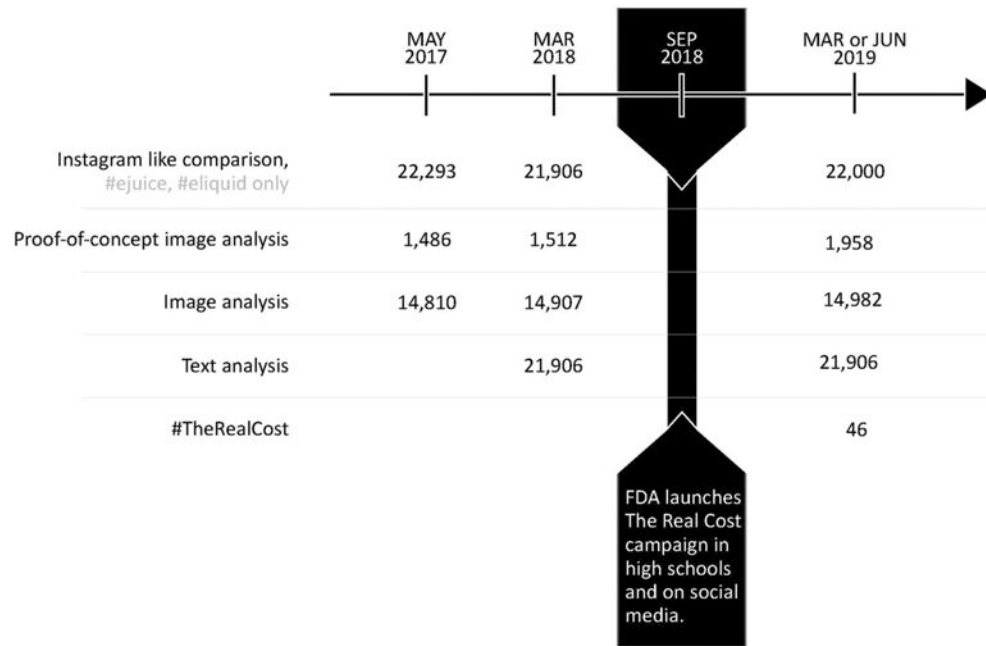 MAY 2017
MAR 2018
SEP 2018
MAR or JUN 2019
Instagram like comparison,
#ejuice, #eliquid only
22,293 21,906 22,000
Proof-of-concept image analysis 1,486 1,512 1,958
Image analysis 14,810 14,907 14,982
Text analysis 21,906 21,906
#TheRealCost 46
FDA launches
The Real Cost
campaign in
high schools
and on social
media.